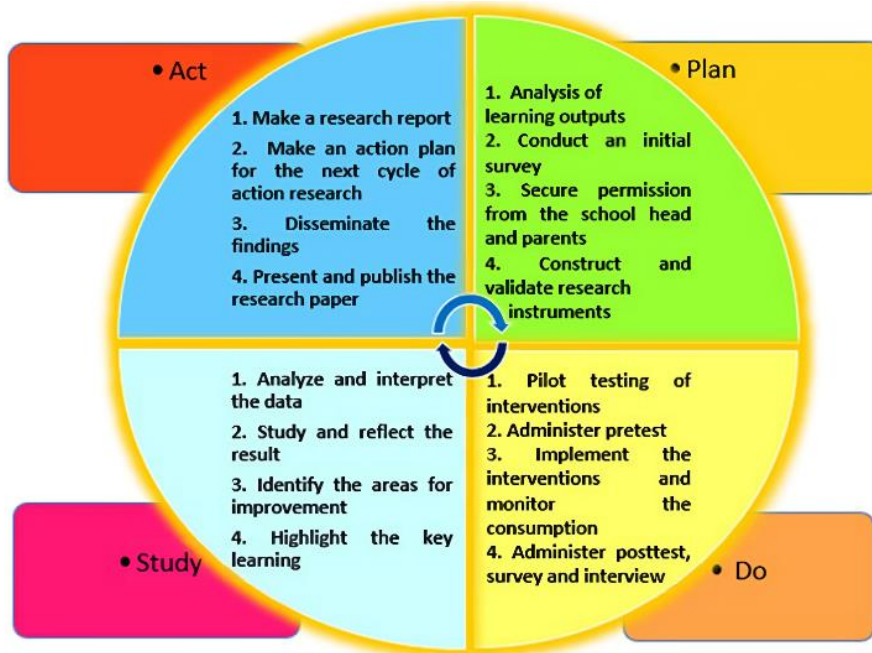 • Act
1. Make a research report
2. Make an action plan
for the next cycle of
action research
3. Disseminate the
findings
4. Present and publish the
research paper
• Plan
1. Analysis of
learning outputs
2. Conduct an initial
survey
3. Secure permission
from the school head
and parents
4. Construct and
validate research
instruments
• Study
1. Analyze and interpret
the data
2. Study and reflect the
result
3. Identify the areas for
improvement
4. Highlight the key
learning
1. Pilot testing of
interventions
2. Administer pretest
3. Implement the
interventions and
monitor the
consumption
4. Administer posttest,
survey and interview
• Do